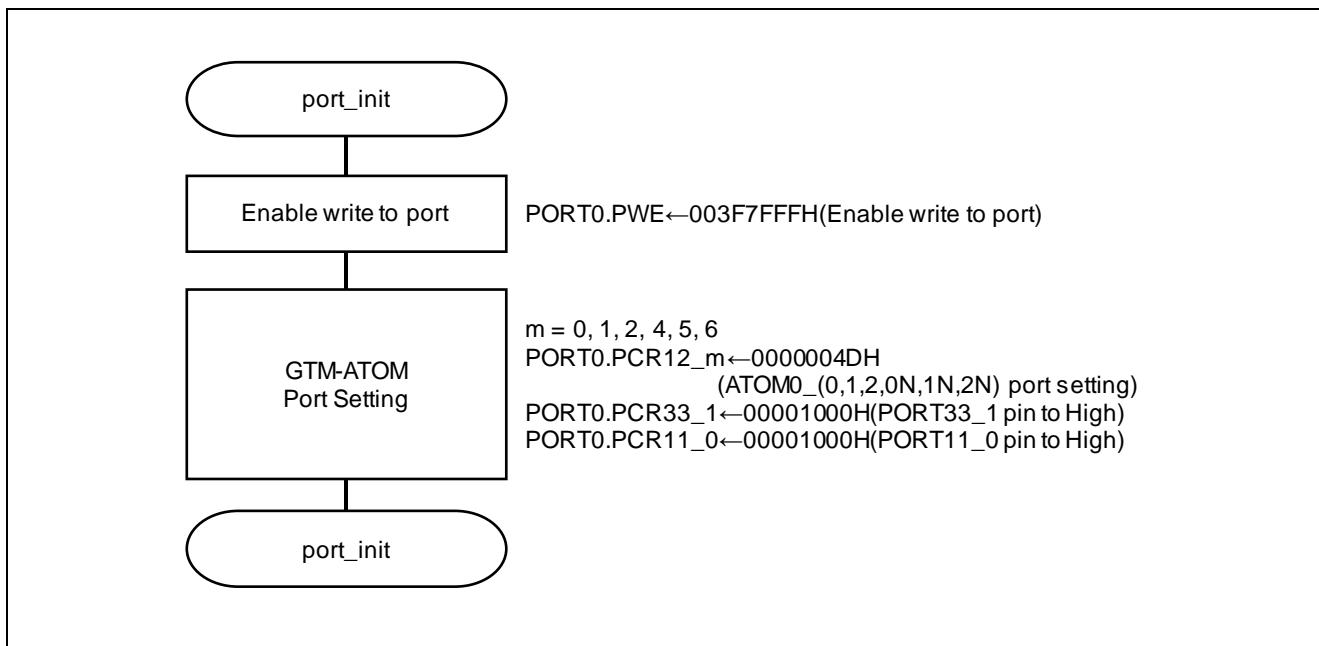 port_init
Enable write to port
PORT0.PWE←003F7FFFH(Enable write to port)
GTM-ATOM
Port Setting
m = 0, 1, 2, 4, 5, 6
PORT0.PCR12_m←0000004DH
(ATOM0_(0,1,2,0N,1N,2N) port setting)
PORT0.PCR33_1←00001000H(PORT33_1 pin to High)
PORT0.PCR11_0←00001000H(PORT11_0 pin to High)
port_init